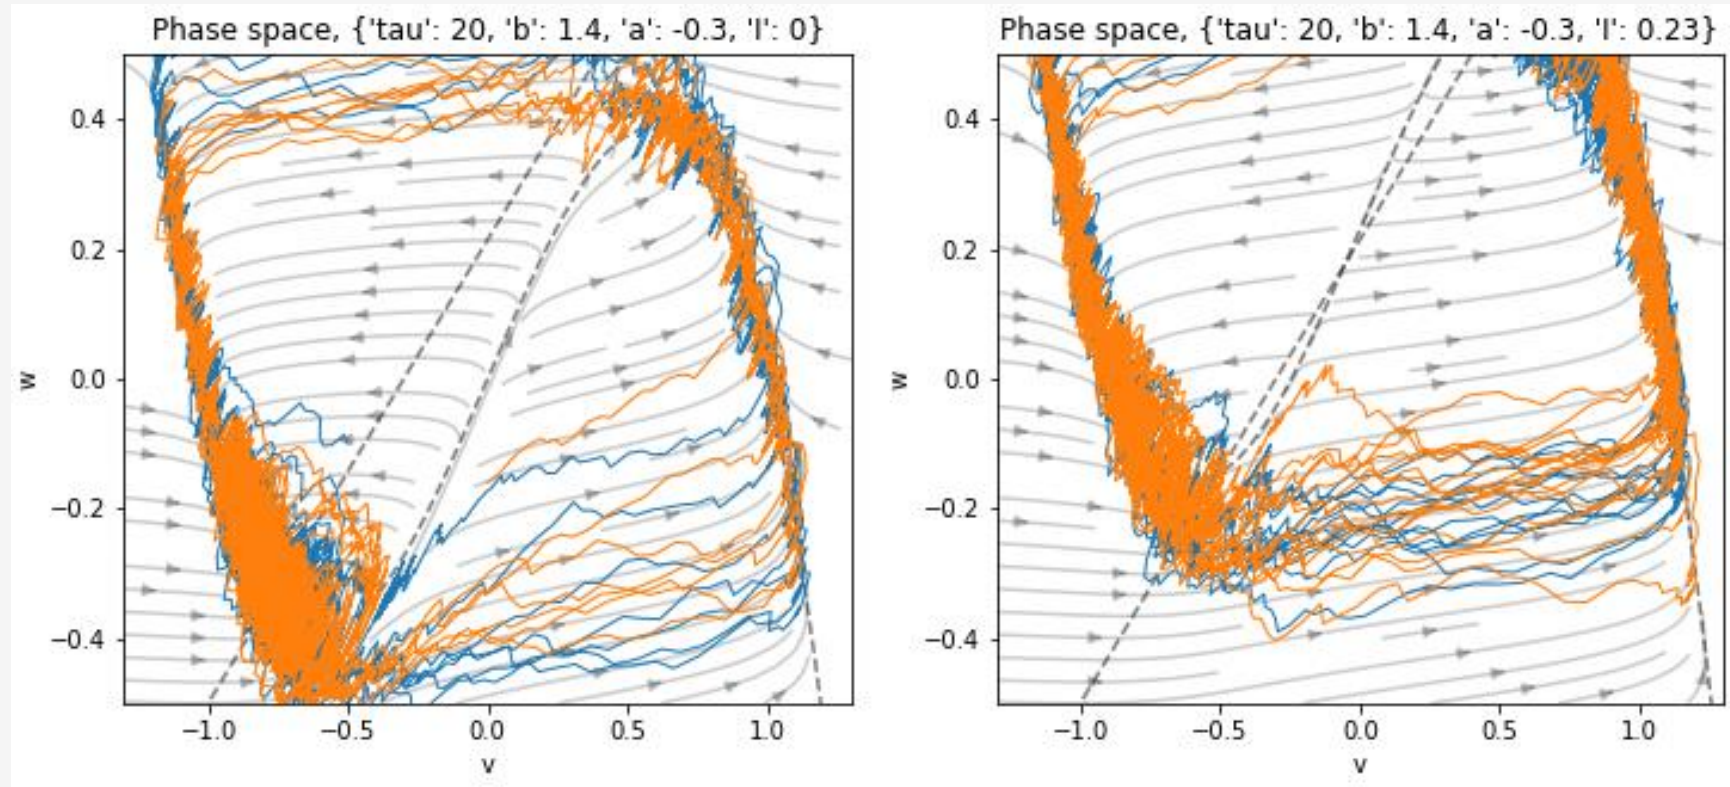 Phase space, {'tau': 20, 'b': 1.4, 'a': -0.3, 'I': 0}
0.4
0.2
0.0
−0.2
−0.4
w
−1.0 −0.5 0.0 0.5 1.0
v
Phase space, {'tau': 20, 'b': 1.4, 'a': -0.3, 'I': 0.23}
0.4
0.2
0.0
−0.2
−0.4
w
−1.0 −0.5 0.0 0.5 1.0
v